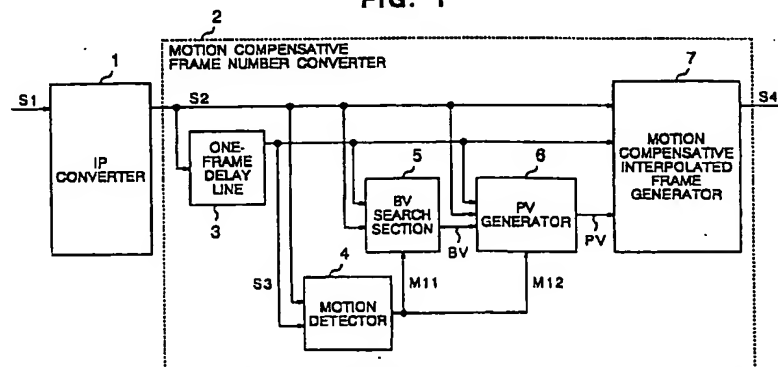 FIG. 1
2
MOTION COMPENSATIVE
FRAME NUMBER CONVERTER
1
7
S1
S2
S4
IP
CONVERTER
ONE-
FRAME
DELAY
LINE
3
5
6
BV
SEARCH
SECTION
PV
GENERATOR
MOTION
COMPENSATIVE
INTERPOLATED
FRAME
GENERATOR
BV
PV
4
S3
M11
M12
MOTION
DETECTOR